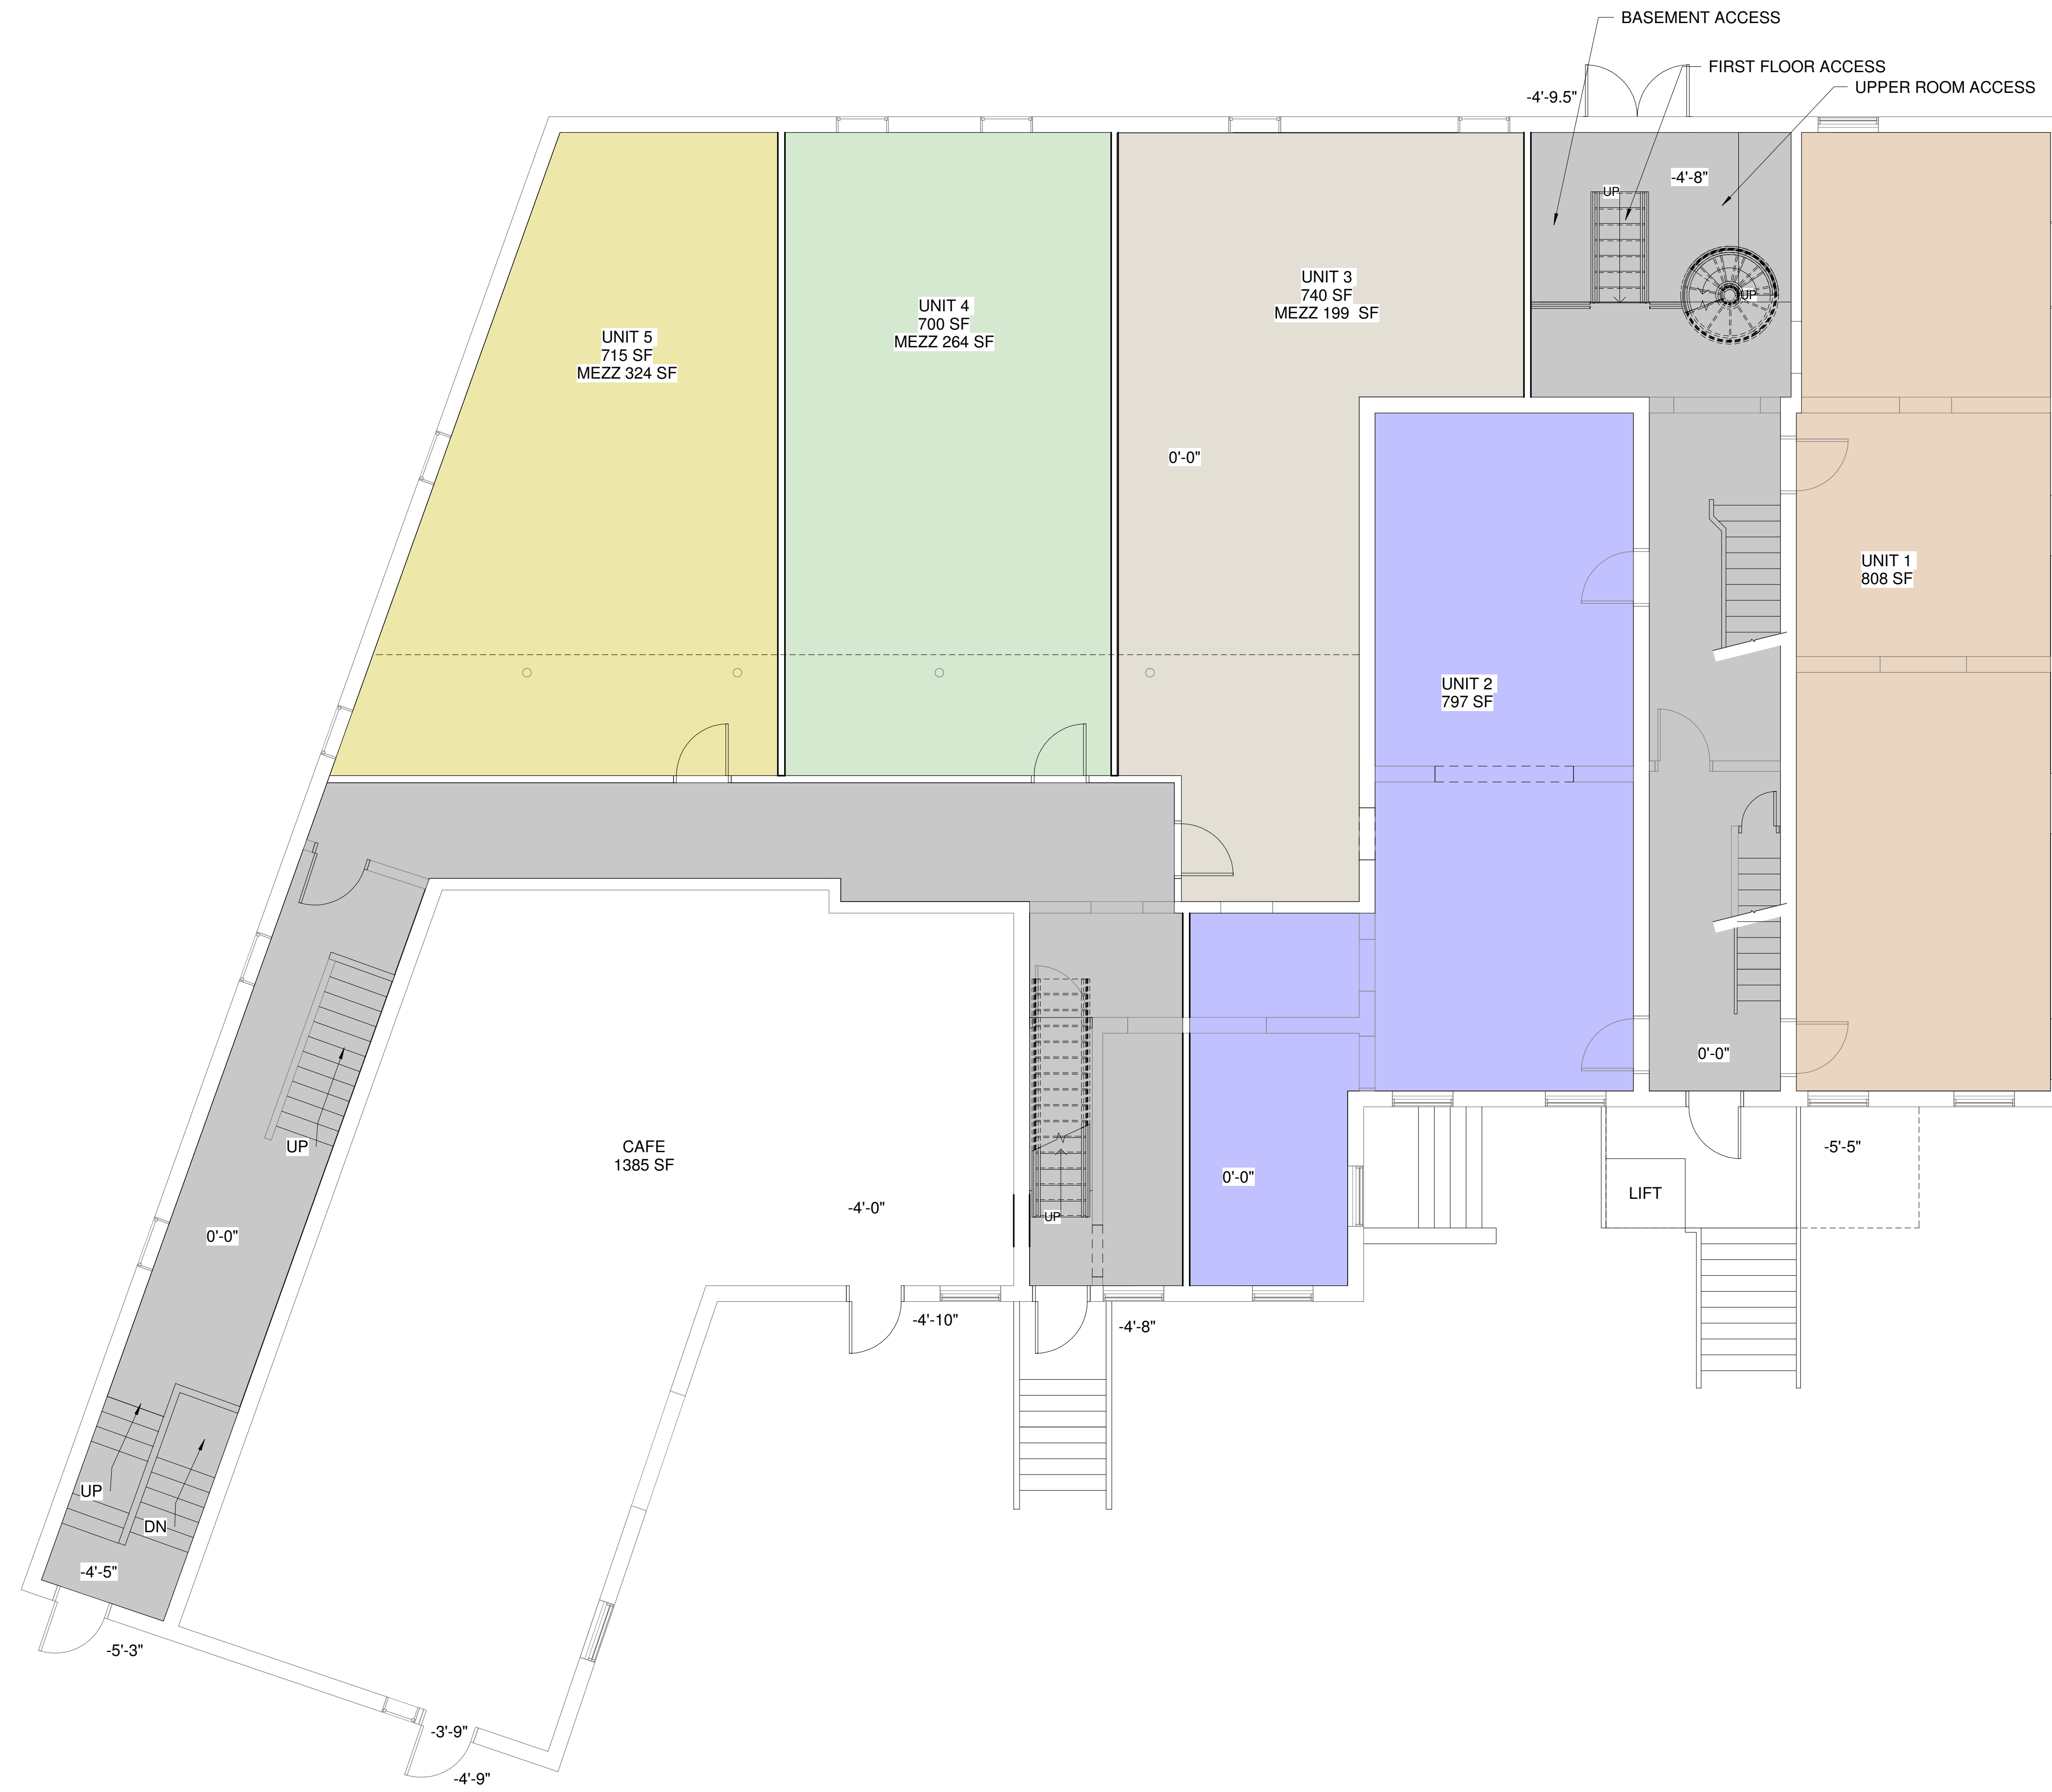 BASEMENT ACCESS
FIRST FLOOR ACCESS
UPPER ROOM ACCESS
-4'-9.5"
-4'-8"
UP
UP
UNIT 3
740 SF
MEZZ 199  SF
UNIT 4
700 SF
MEZZ 264 SF
UNIT 5
715 SF
MEZZ 324 SF
0'-0"
UNIT 1
808 SF
UNIT 2
797 SF
0'-0"
UP
CAFE
1385 SF
-5'-5"
0'-0"
LIFT
-4'-0"
UP
0'-0"
-4'-10"
-4'-8"
UP
DN
-4'-5"
-5'-3"
-3'-9"
-4'-9"